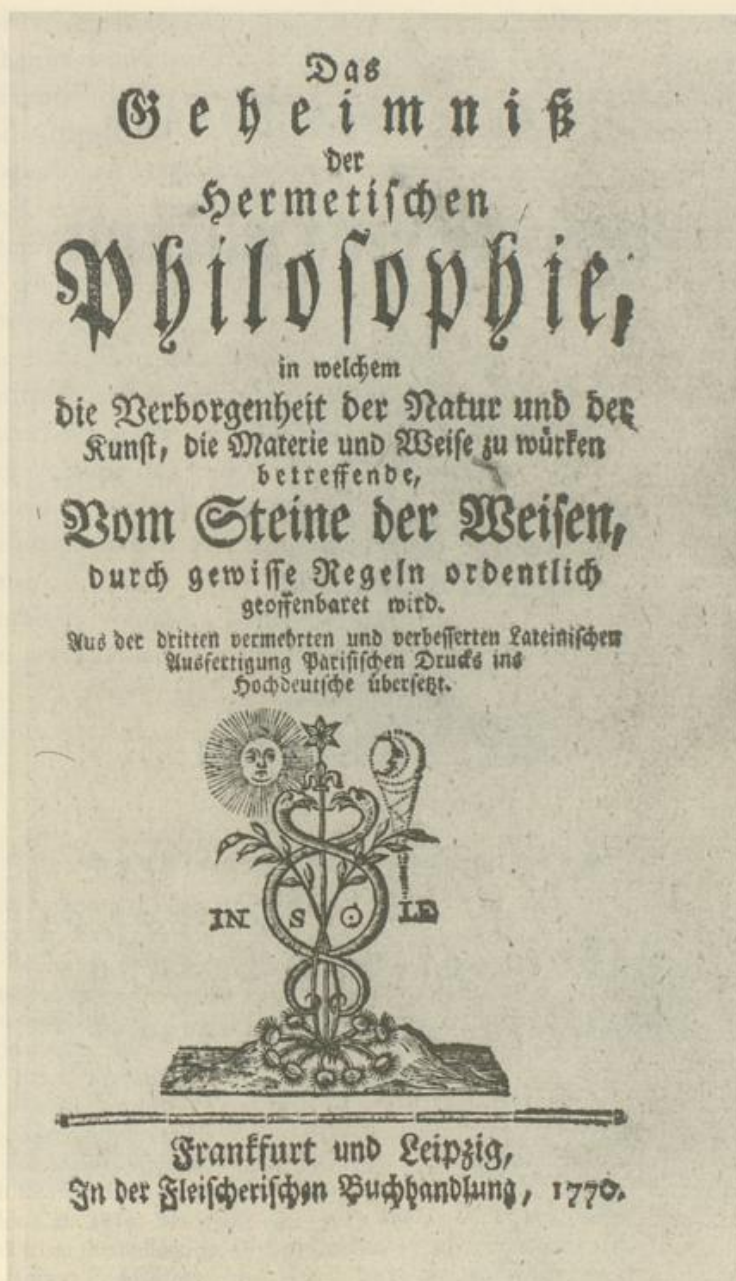 Das
Geheimniß
der
Hermetischen
Philosophie,
in welchem
die Verborgenheit der Natur und der
Kunst, die Materie und Weise zu würken
betreffende,
Vom Steine der Weisen,
durch gewisse Regeln ordentlich
geoffenbaret wird.
Aus der dritten vermehrten und verbesserten Lateinischen
Ausfertigung Parisischen Drucks ins
Hochdeutsche übersetzt.
IN S O LE
Frankfurt und Leipzig,
In der Fleischerischen Buchhandlung, 1770.